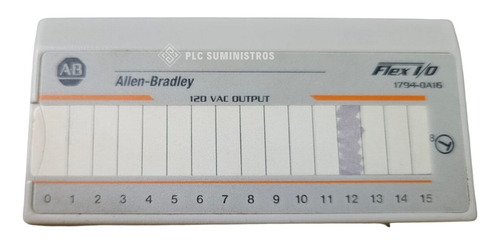 PLC SUMINISTROS
AB
Allen-Bradley
Flex I/O
1794-OA16
120 VAC OUTPUT
8
0 1 2 3 4 5 6 7 8 9 10 11 12 13 14 15